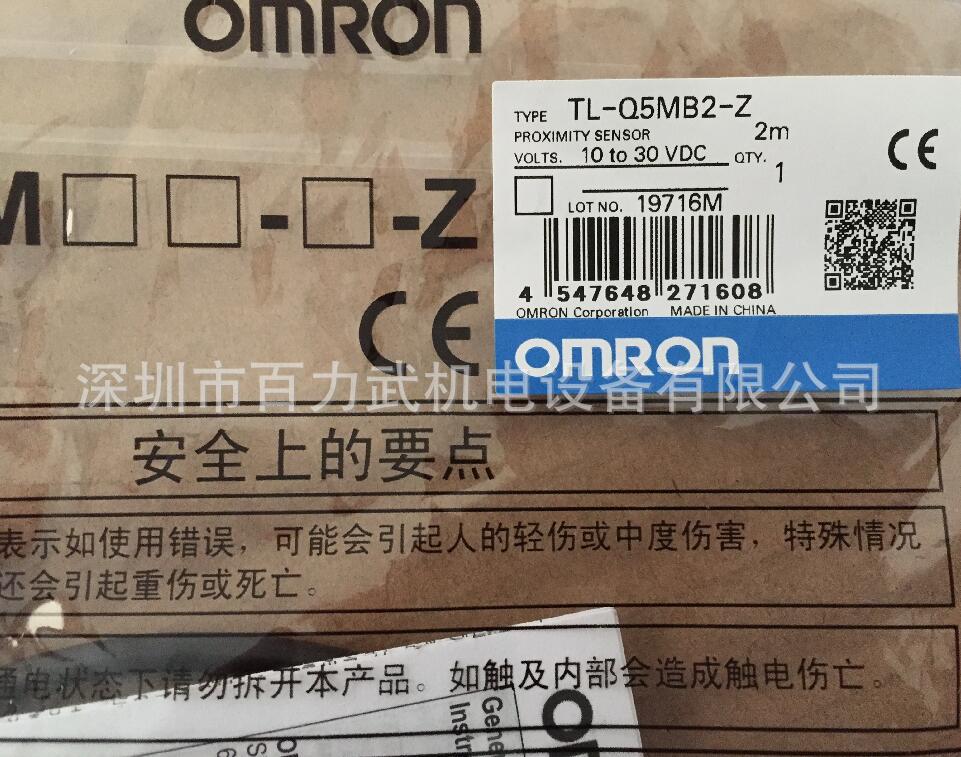 OMRON
M□□-□-Z
CE
TYPE TL-Q5MB2-Z
PROXIMITY SENSOR 2m
VOLTS. 10 to 30 VDC QTY. 1
LOT NO. 19716M
CE
4 547648 271608
OMRON Corporation MADE IN CHINA
OMRON
深圳市百力武机电设备有限公司
安全上的要点
表示如使用错误，可能会引起人的轻伤或中度伤害，特殊情况
还会引起重伤或死亡。
通电状态下请勿拆开本产品。如触及内部会造成触电伤亡。